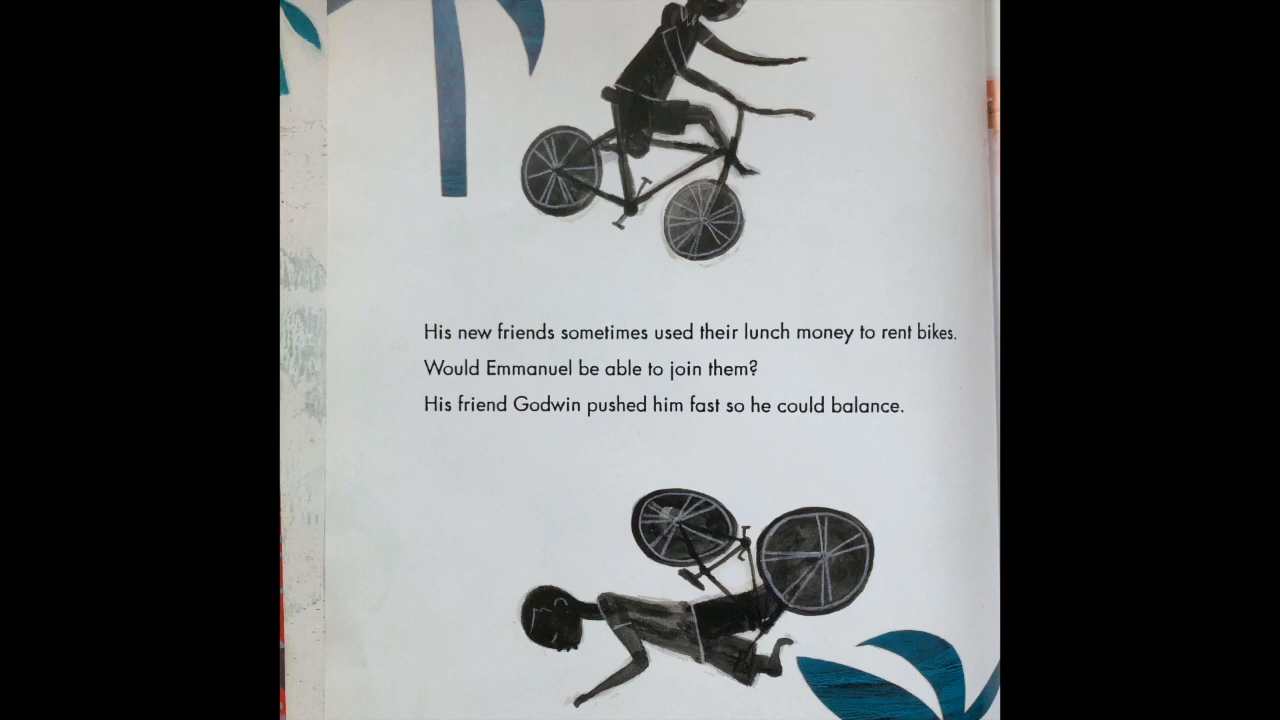 His new friends sometimes used their lunch money to rent bikes.
Would Emmanuel be able to join them?
His friend Godwin pushed him fast so he could balance.